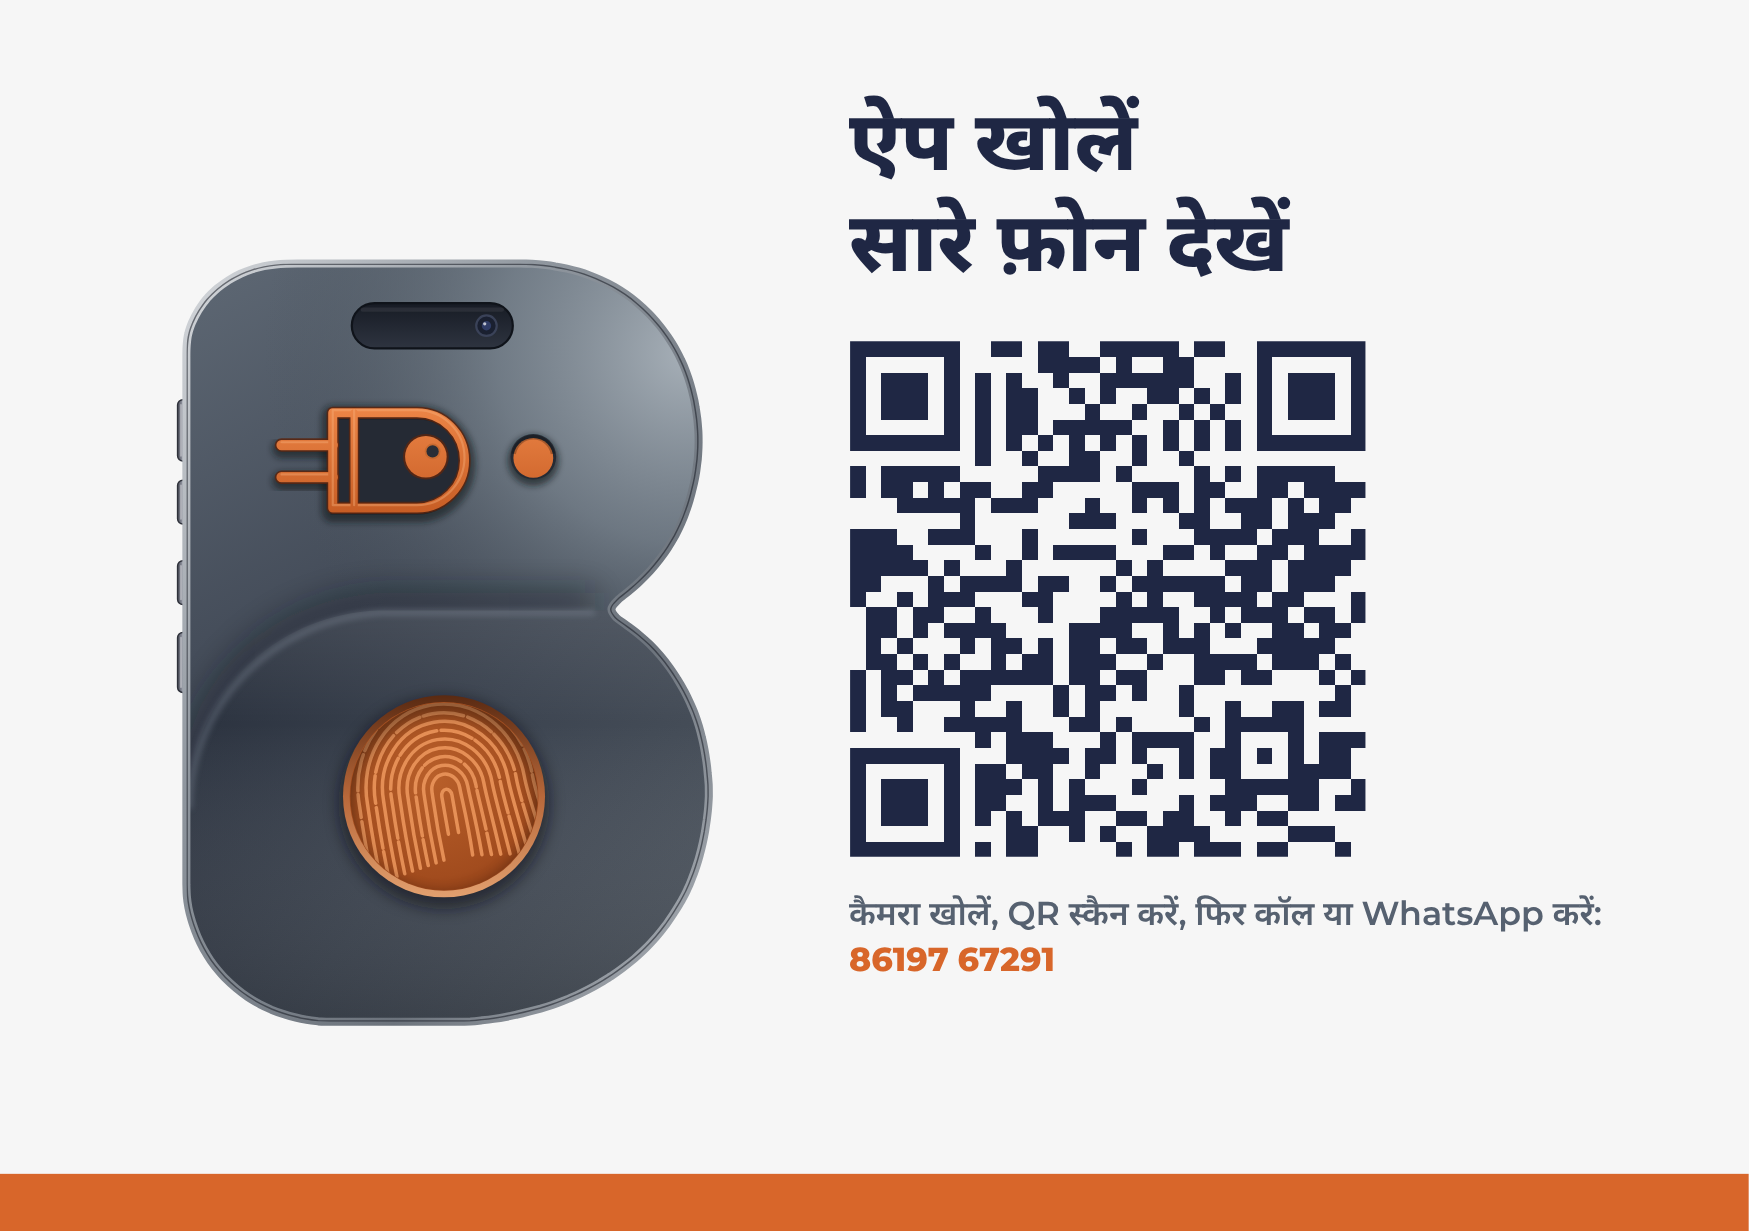 ऐप खोलें
सारे फ़ोन देखें
कैमरा खोलें, QR स्कैन करें, फिर कॉल या WhatsApp करें:
86197 67291